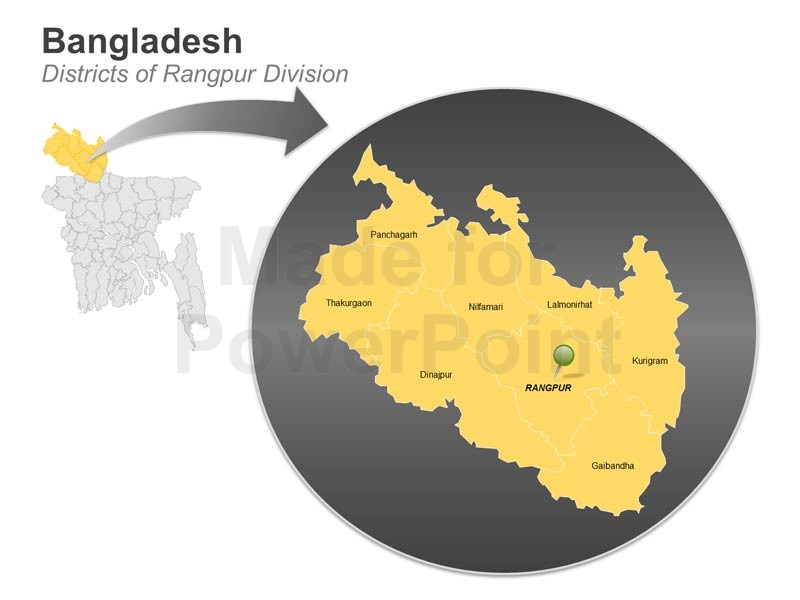 Bangladesh
Districts of Rangpur Division
Panchagarh
Thakurgaon
Nilfamari
Lalmonirhat
Dinajpur
Kurigram
RANGPUR
Gaibandha
Made for
PowerPoint